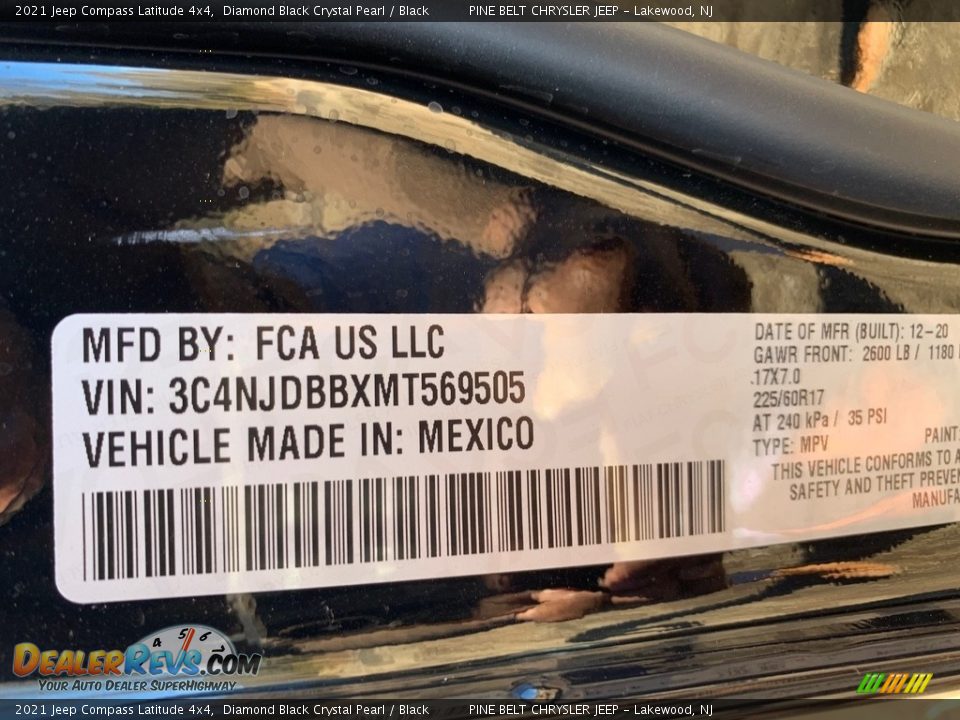 2021 Jeep Compass Latitude 4x4, Diamond Black Crystal Pearl / Black PINE BELT CHRYSLER JEEP - Lakewood, NJ
MFD BY: FCA US LLC
VIN: 3C4NJDBBXMT569505
VEHICLE MADE IN: MEXICO
DATE OF MFR (BUILT): 12-20
GAWR FRONT: 2600 LB / 1180
.17X7.0
225/60R17
AT 240 kPa / 35 PSI
TYPE: MPV PAINT:
THIS VEHICLE CONFORMS TO A
SAFETY AND THEFT PREVEN
MANUFA
4 5 6
DEALERREVS.COM
YOUR AUTO DEALER SUPERHIGHWAY
2021 Jeep Compass Latitude 4x4, Diamond Black Crystal Pearl / Black PINE BELT CHRYSLER JEEP - Lakewood, NJ